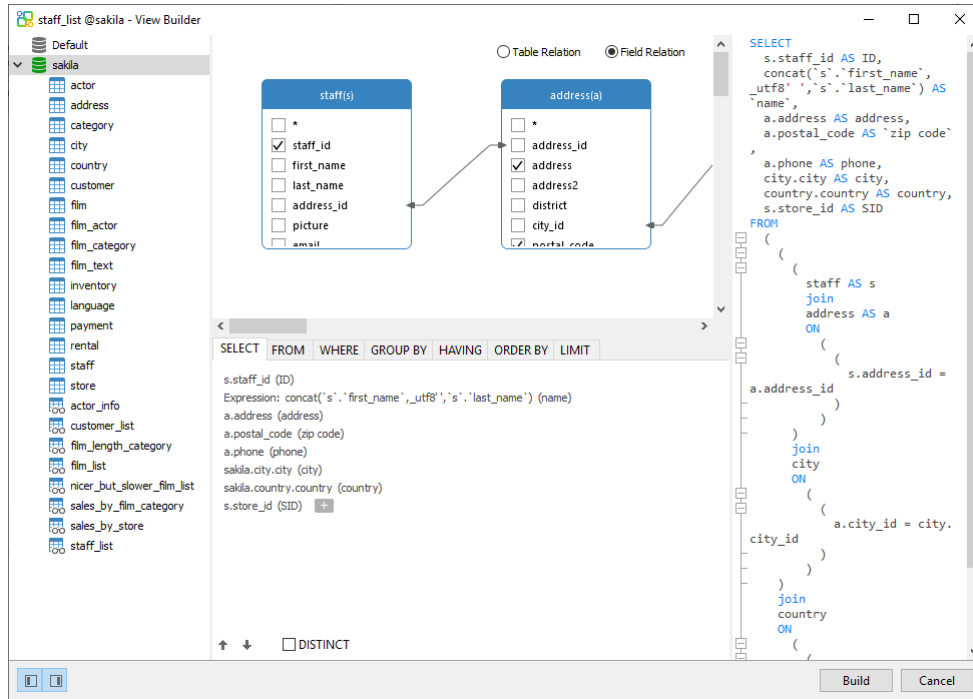 staff_list @sakila - View Builder
Default
sakila
actor
address
category
city
country
customer
film
film_actor
film_category
film_text
inventory
language
payment
rental
staff
store
actor_info
customer_list
film_length_category
film_list
nicer_but_slower_film_list
sales_by_film_category
sales_by_store
staff_list
Table Relation
Field Relation
staff(s)
*
staff_id
first_name
last_name
address_id
picture
email
address(a)
*
address_id
address
address2
district
city_id
postal_code
SELECT FROM WHERE GROUP BY HAVING ORDER BY LIMIT
s.staff_id (ID)
Expression: concat(`s`.`first_name`,_utf8' ',`s`.`last_name`) (name)
a.address (address)
a.postal_code (zip code)
a.phone (phone)
sakila.city.city (city)
sakila.country.country (country)
s.store_id (SID) +
DISTINCT
SELECT
s.staff_id AS ID,
concat(`s`.`first_name`,
_utf8' ',`s`.`last_name`) AS
`name`,
a.address AS address,
a.postal_code AS `zip code`
,
a.phone AS phone,
city.city AS city,
country.country AS country,
s.store_id AS SID
FROM
(
(
(
staff AS s
join
address AS a
ON
(
(
s.address_id =
a.address_id
)
)
)
join
city
ON
(
(
a.city_id = city.
city_id
)
)
)
join
country
ON
(
(
Build
Cancel